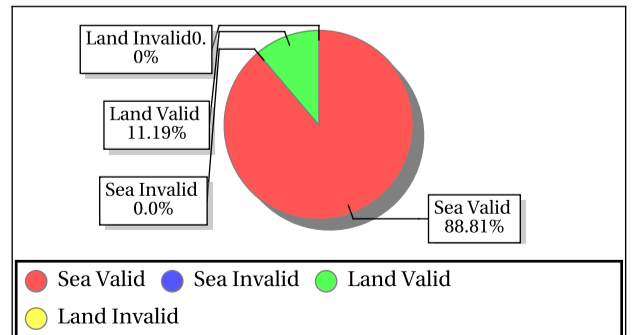 Land Invalid0.
0%
Land Valid
11.19%
Sea Invalid
0.0%
Sea Valid
88.81%
Sea Valid Sea Invalid Land Valid
Land Invalid